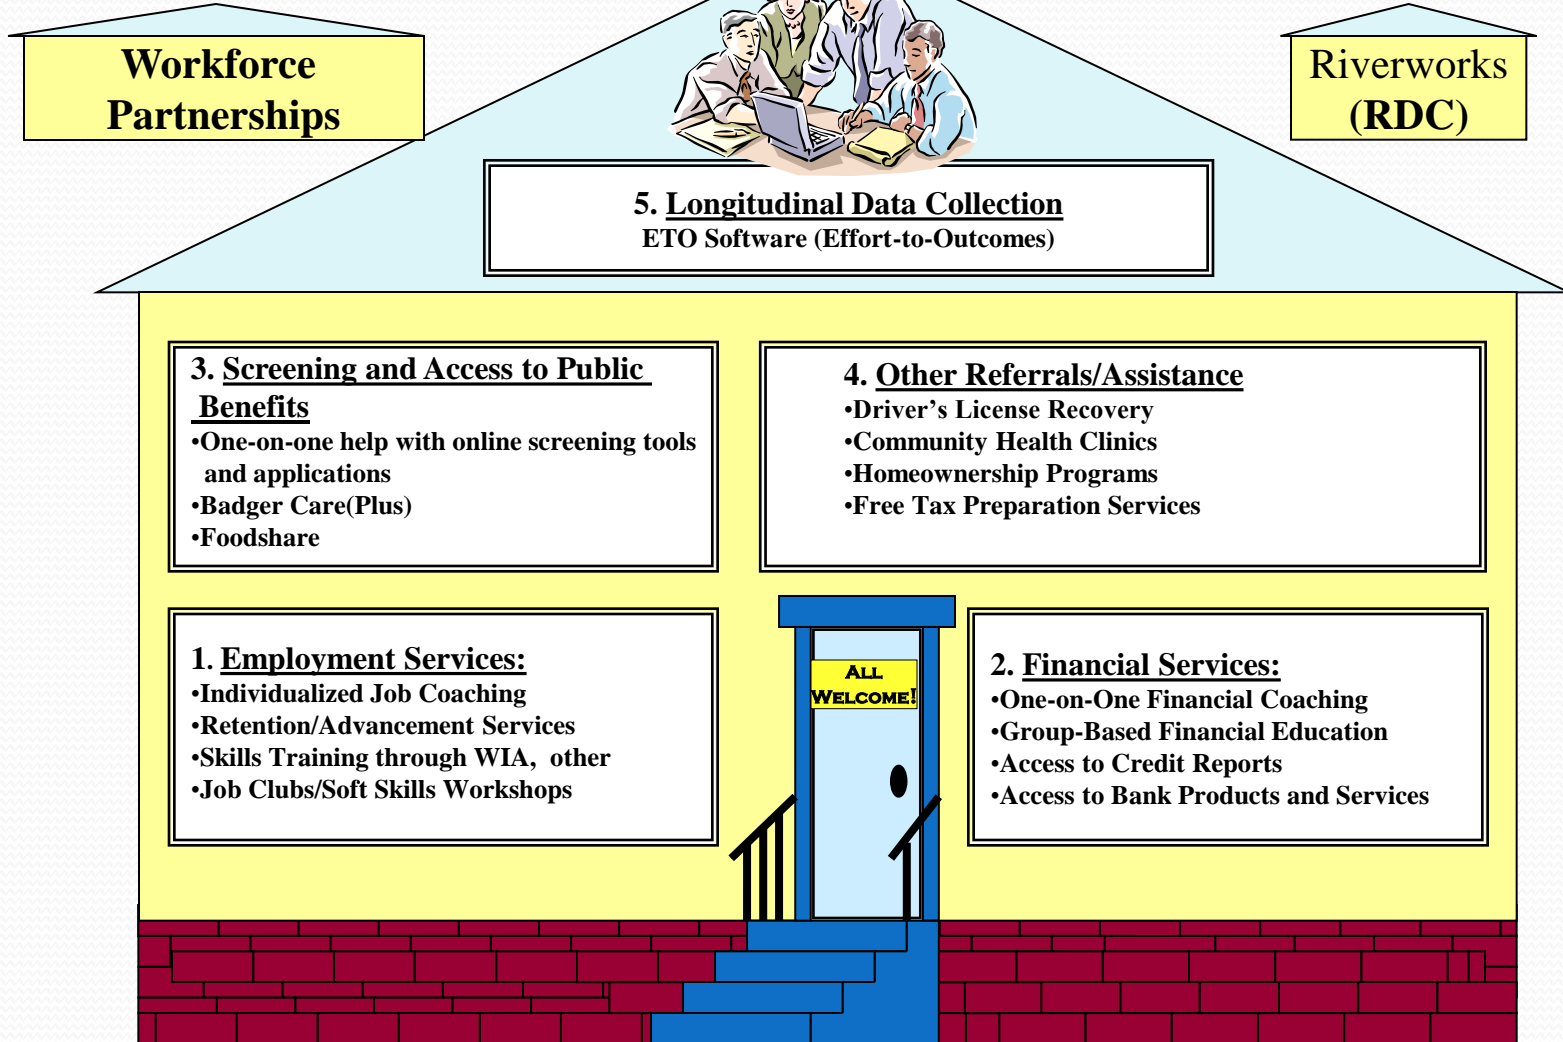 Workforce
Partnerships
Riverworks
(RDC)
5. Longitudinal Data Collection
ETO Software (Effort-to-Outcomes)
3. Screening and Access to Public
Benefits
•One-on-one help with online screening tools
and applications
•Badger Care(Plus)
•Foodshare
4. Other Referrals/Assistance
•Driver’s License Recovery
•Community Health Clinics
•Homeownership Programs
•Free Tax Preparation Services
1. Employment Services:
•Individualized Job Coaching
•Retention/Advancement Services
•Skills Training through WIA, other
•Job Clubs/Soft Skills Workshops
All
Welcome!
2. Financial Services:
•One-on-One Financial Coaching
•Group-Based Financial Education
•Access to Credit Reports
•Access to Bank Products and Services